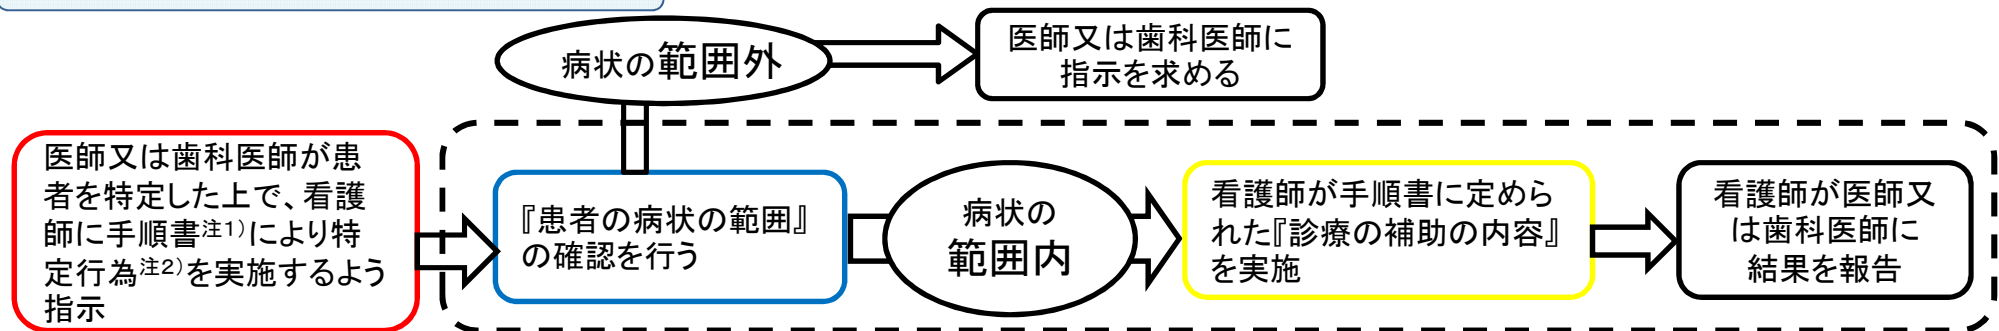 病状の範囲外
医師又は歯科医師に
指示を求める
医師又は歯科医師が患
者を特定した上で、看護
師に手順書注1)により特
定行為注2)を実施するよう
指示
『患者の病状の範囲』
の確認を行う
病状の
範囲内
看護師が手順書に定めら
れた『診療の補助の内容』
を実施
看護師が医師又
は歯科医師に
結果を報告